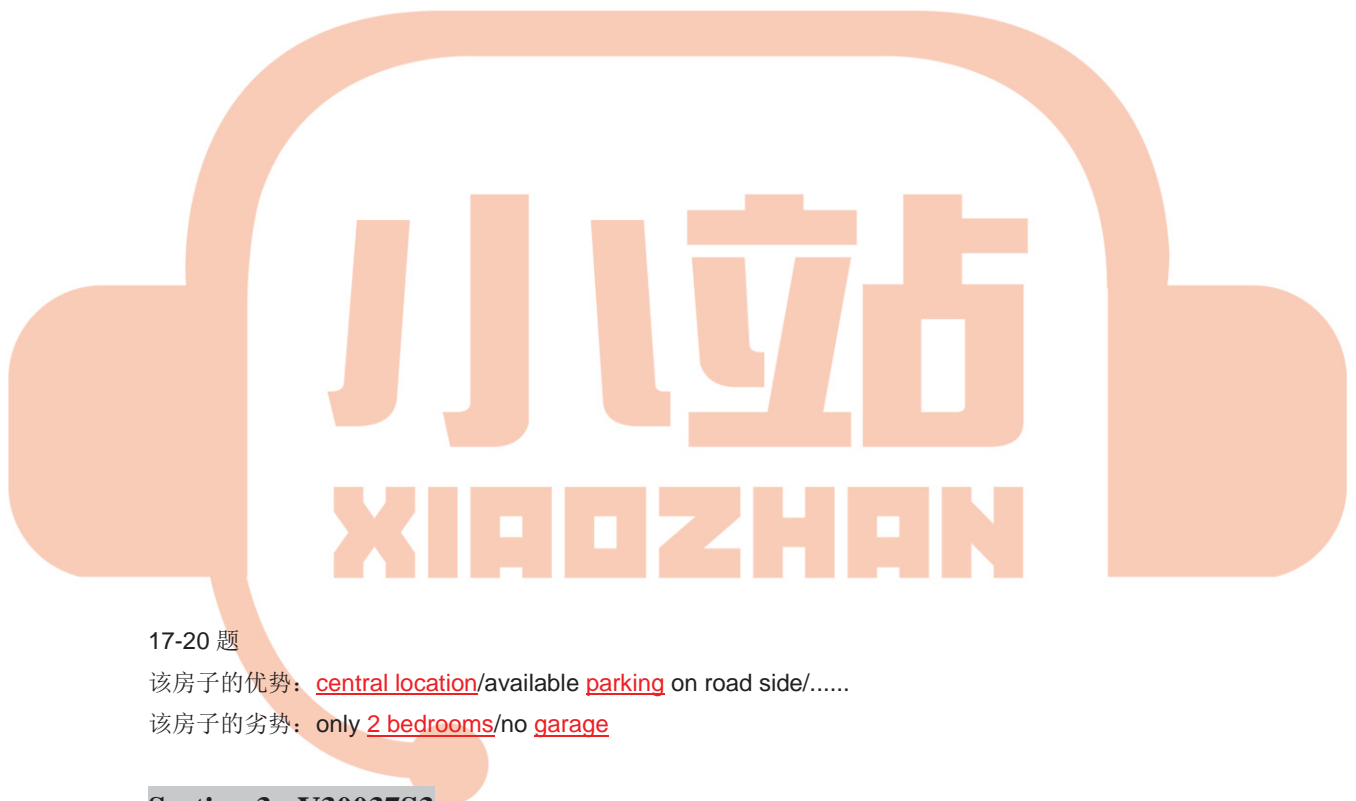 小站
XIAOZHAN
17-20 题
该房子的优势：central location/available parking on road side/......
该房子的劣势：only 2 bedrooms/no garage